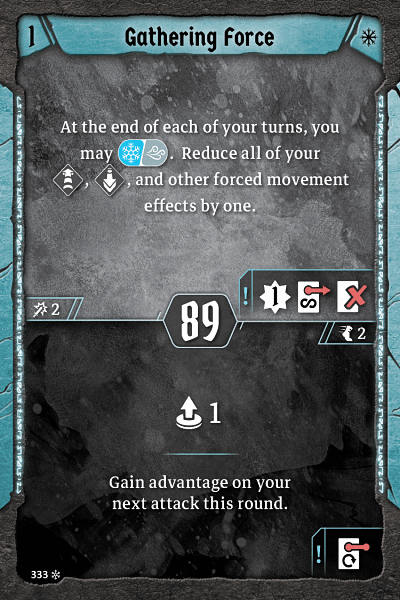 1 Gathering Force
At the end of each of your turns, you
may . Reduce all of your
, , and other forced movement
effects by one.
! 1
2 89 2
1
Gain advantage on your
next attack this round.
!
333